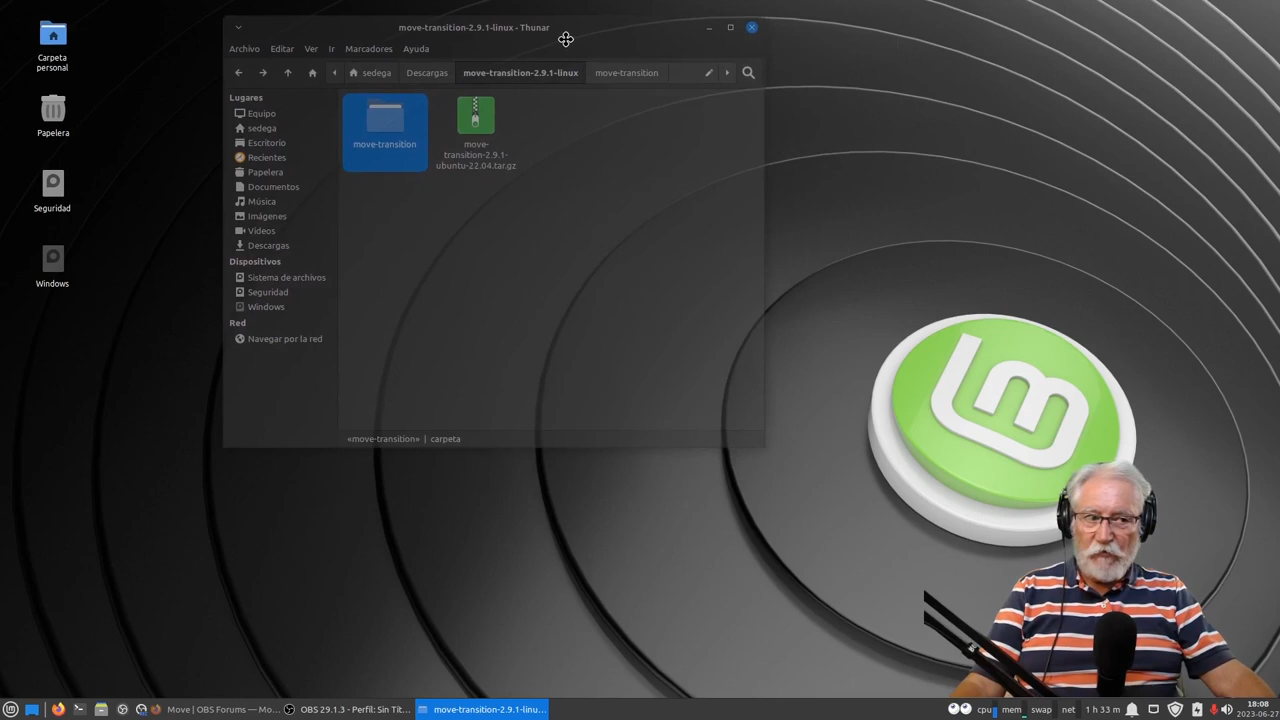 Carpeta
personal
Papelera
Seguridad
Windows
move-transition-2.9.1-linux - Thunar
Archivo Editar Ver Ir Marcadores Ayuda
sedega Descargas move-transition-2.9.1-linux move-transition
Lugares
Equipo
sedega
Escritorio
Recientes
Papelera
Documentos
Música
Imágenes
Vídeos
Descargas
Dispositivos
Sistema de archivos
Seguridad
Windows
Red
Navegar por la red
move-transition
move-
transition-2.9.1-
ubuntu-22.04.tar.gz
«move-transition» | carpeta
Move | OBS Forums — Mo... OBS 29.1.3 - Perfil: Sin Tít... move-transition-2.9.1-linu... cpu mem swap net 1 h 33 m 18:08
2023-06-27